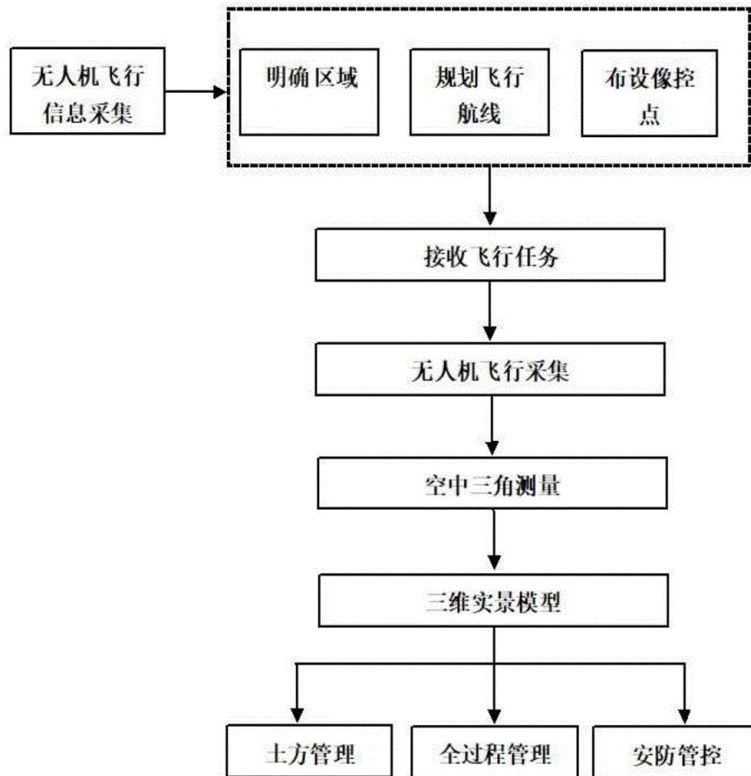 无人机飞行
信息采集
明确区域
规划飞行
航线
布设像控
点
接收飞行任务
无人机飞行采集
空中三角测量
三维实景模型
土方管理
全过程管理
安防管控